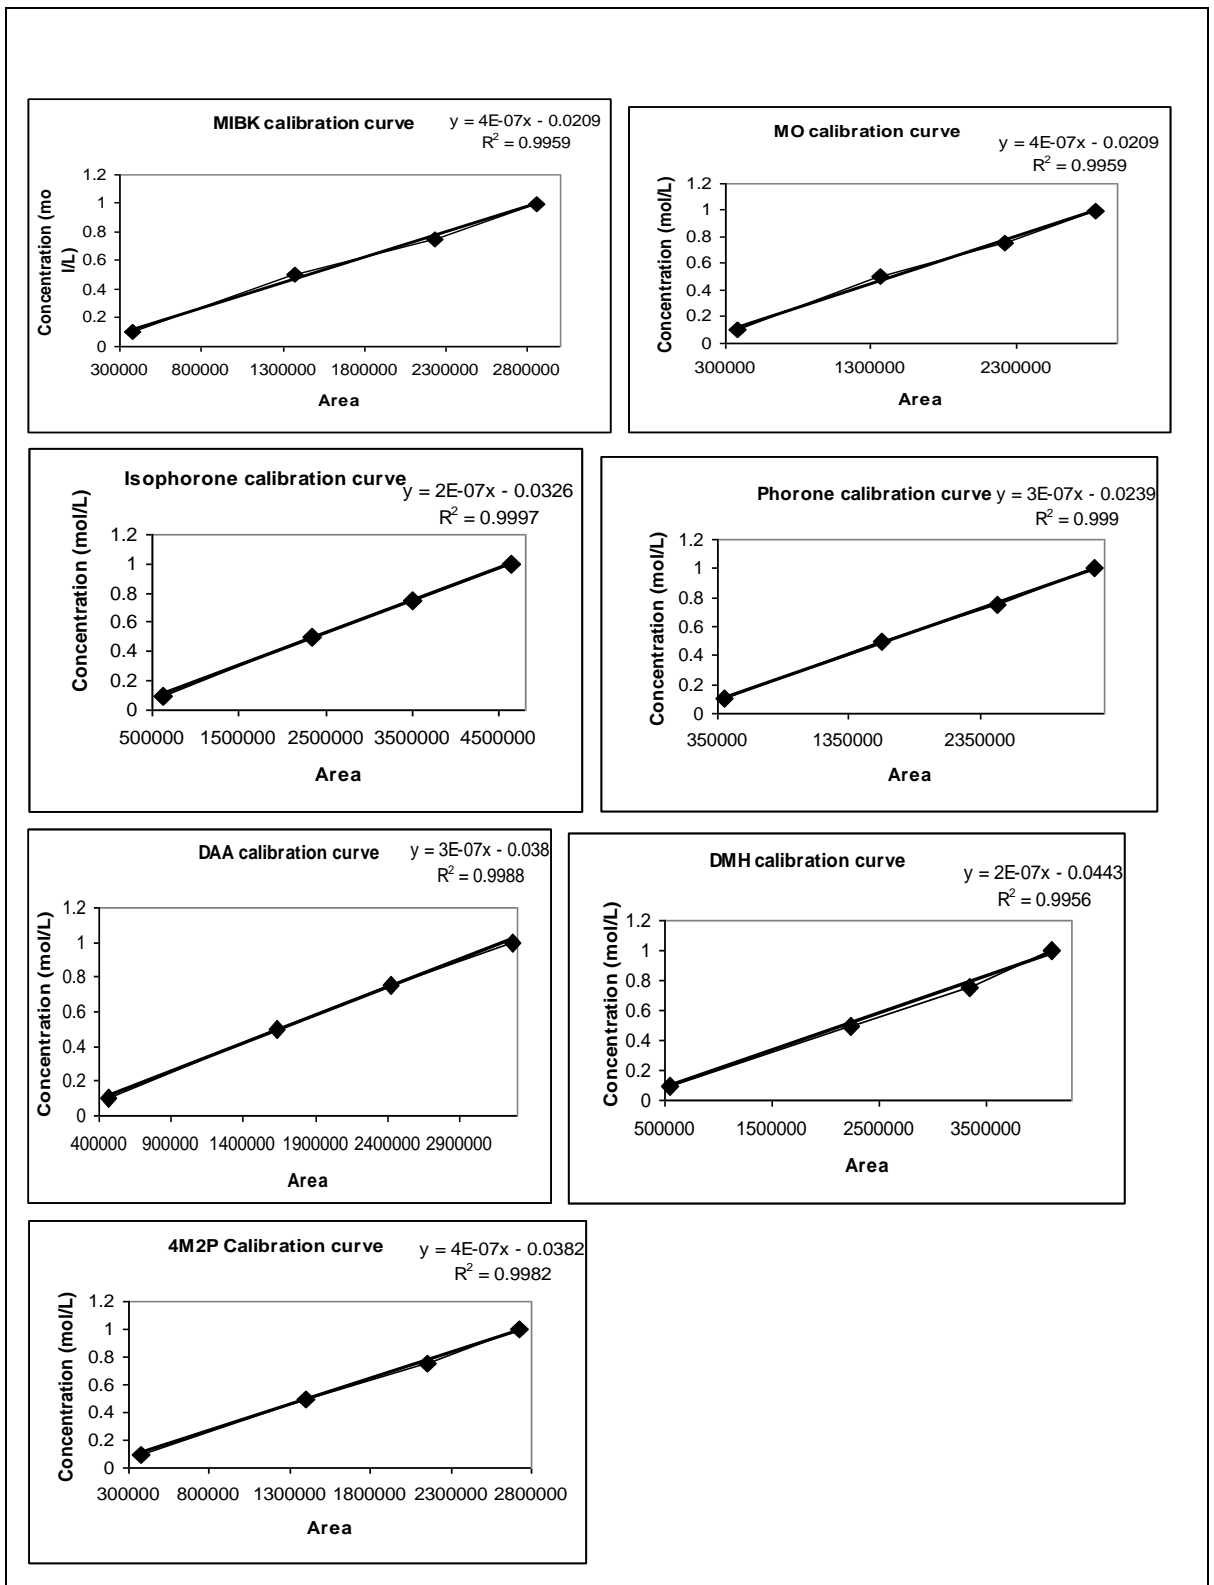 MIBK calibration curve
y = 4E-07x - 0.0209
R2 = 0.9959
Concentration (mo
l/L)
1.2
1
0.8
0.6
0.4
0.2
0
300000 800000 1300000 1800000 2300000 2800000
Area
MO calibration curve
y = 4E-07x - 0.0209
R2 = 0.9959
Concentration (mol/L)
1.2
1
0.8
0.6
0.4
0.2
0
300000 1300000 2300000
Area
Isophorone calibration curve
y = 2E-07x - 0.0326
R2 = 0.9997
Concentration (mol/L)
1.2
1
0.8
0.6
0.4
0.2
0
500000 1500000 2500000 3500000 4500000
Area
Phorone calibration curve
y = 3E-07x - 0.0239
R2 = 0.999
Concentration (mol/L)
1.2
1
0.8
0.6
0.4
0.2
0
350000 1350000 2350000
Area
DAA calibration curve
y = 3E-07x - 0.038
R2 = 0.9988
Concentration (mol/L)
1.2
1
0.8
0.6
0.4
0.2
0
400000 900000 1400000 1900000 2400000 2900000
Area
DMH calibration curve
y = 2E-07x - 0.0443
R2 = 0.9956
Concentration (mol/L)
1.2
1
0.8
0.6
0.4
0.2
0
500000 1500000 2500000 3500000
Area
4M2P Calibration curve
y = 4E-07x - 0.0382
R2 = 0.9982
Concentration (mol/L)
1.2
1
0.8
0.6
0.4
0.2
0
300000 800000 1300000 1800000 2300000 2800000
Area